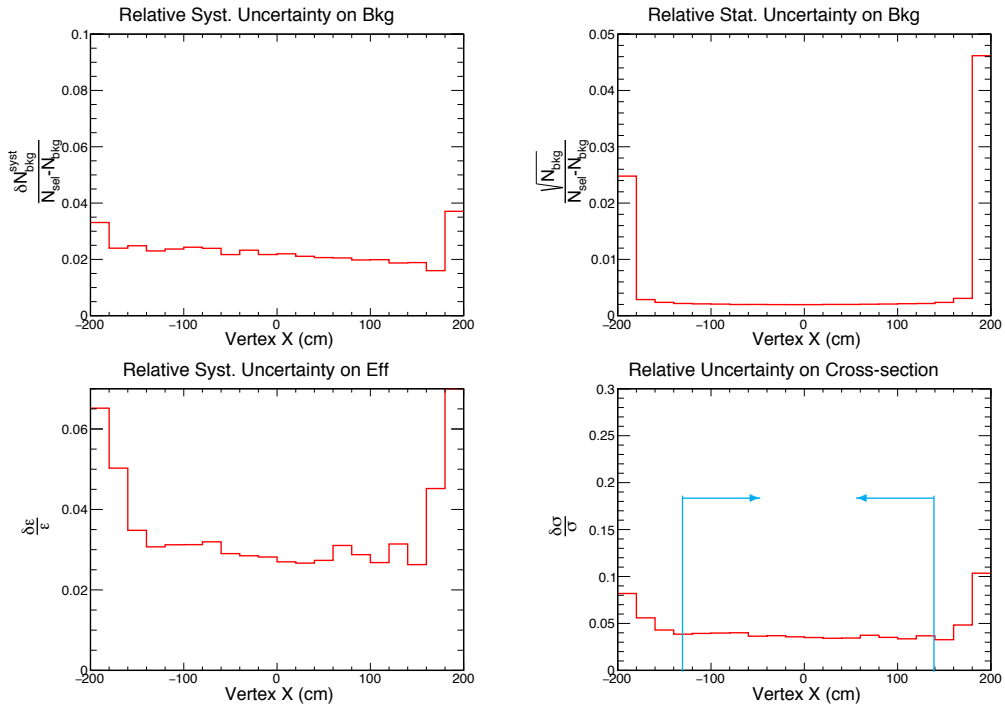 Relative Syst. Uncertainty on Bkg
0.1
0.08
0.06
0.04
0.02
0
δN^syst_bkg
N_sel-N_bkg
−200 −100 0 100 200
Vertex X (cm)
Relative Stat. Uncertainty on Bkg
0.05
0.04
0.03
0.02
0.01
0
√N_bkg
N_sel-N_bkg
−200 −100 0 100 200
Vertex X (cm)
Relative Syst. Uncertainty on Eff
0.06
0.04
0.02
0
δε
ε
−200 −100 0 100 200
Vertex X (cm)
Relative Uncertainty on Cross-section
0.3
0.25
0.2
0.15
0.1
0.05
0
δσ
σ
−200 −100 0 100 200
Vertex X (cm)